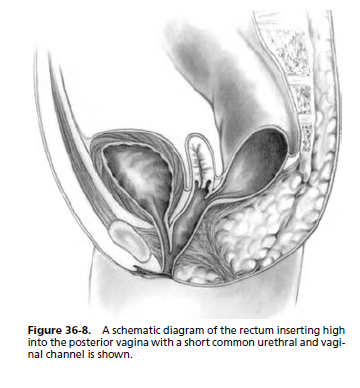 Figure 36-8. A schematic diagram of the rectum inserting high
into the posterior vagina with a short common urethral and vagi-
nal channel is shown.